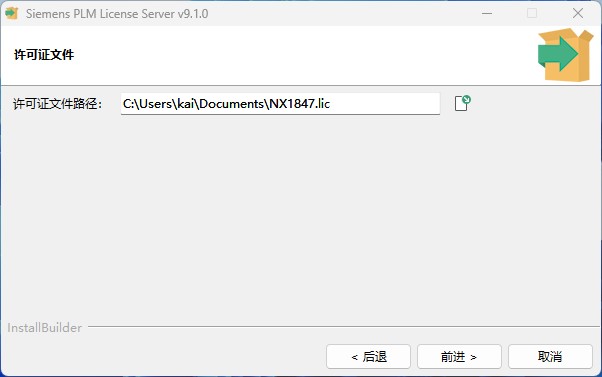 Siemens PLM License Server v9.1.0
许可证文件
许可证文件路径： C:\Users\kai\Documents\NX1847.lic
InstallBuilder
< 后退 前进 > 取消